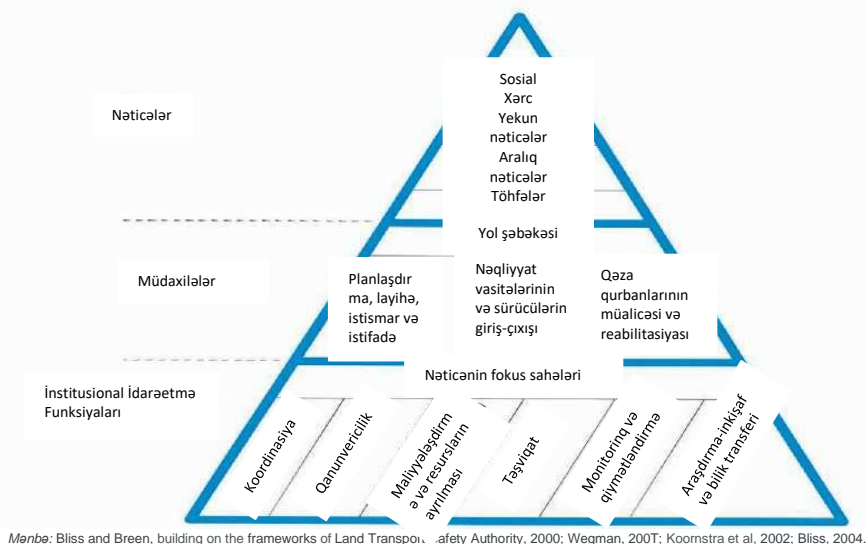 Nəticələr
Sosial
Xərc
Yekun
nəticələr
Aralıq
nəticələr
Töhfələr
Müdaxilələr
Yol şəbəkəsi
Planlaşdır
ma, layihə,
istismar və
istifadə
Nəqliyyat
vasitələrinin
və sürücülərin
giriş-çıxışı
Qəza
qurbanlarının
müalicəsi və
reabilitasiyası
İnstitusional İdarəetmə
Funksiyaları
Nəticənin fokus sahələri
Koordinasiya
Qanunvericilik
Maliyyələşdirm
ə və resursların
ayrılması
Təşviqat
Monitorinq və
qiymətləndirmə
Araşdırma-inkişaf
və bilik transferi
Mənbə: Bliss and Breen, building on the frameworks of Land Transport afety Authority, 2000; Wegman, 200T; Koornstra et al, 2002; Bliss, 2004.